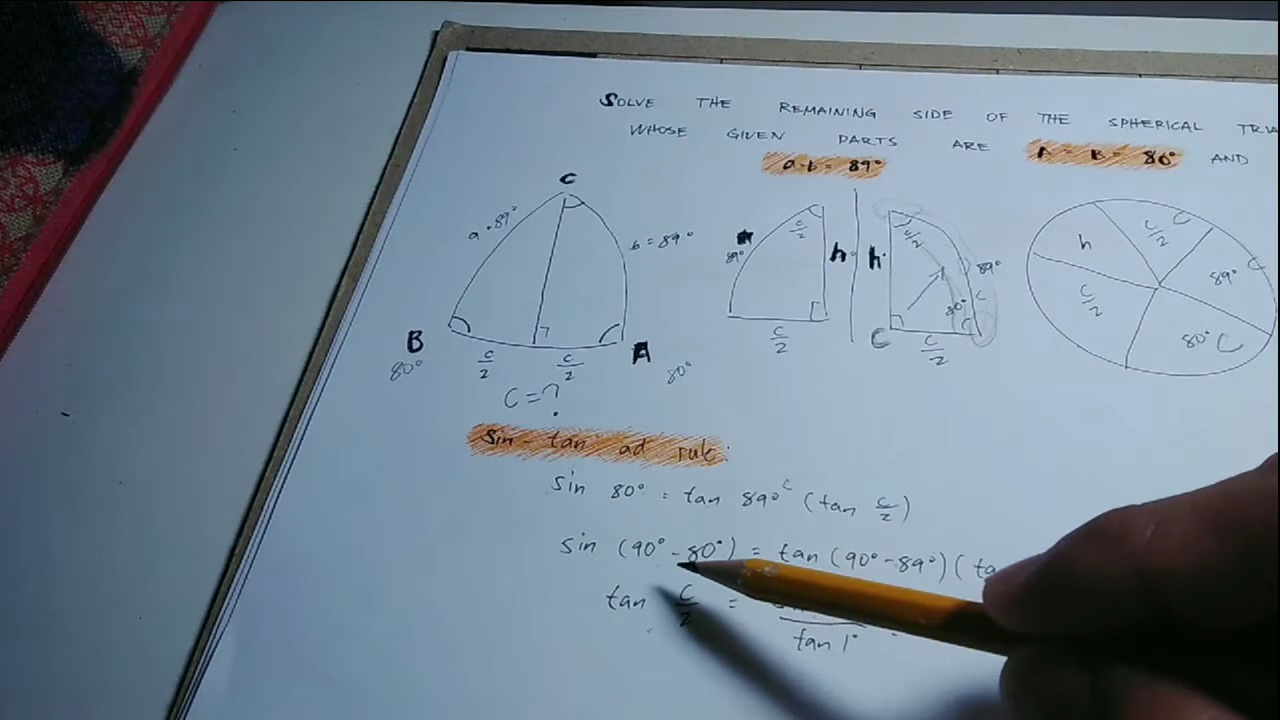 SOLVE THE REMAINING SIDE OF THE SPHERICAL
WHOSE GIVEN PARTS ARE A = B = 80° AND
a=b= 89°
C
a=89°
b=89°
B
80°
A
80°
c/2
c/2
C=?
89°
c/2
h
c/2
h
c/2
89°
80°
C
c/2
h
c/2 C
89° C
80° C
c/2
Sin - tan ad rule:
sin 80° = tan 89° c (tan c/2)
sin (90° - 80°) = tan (90° - 89°) (
tan c/2 =
tan 1°